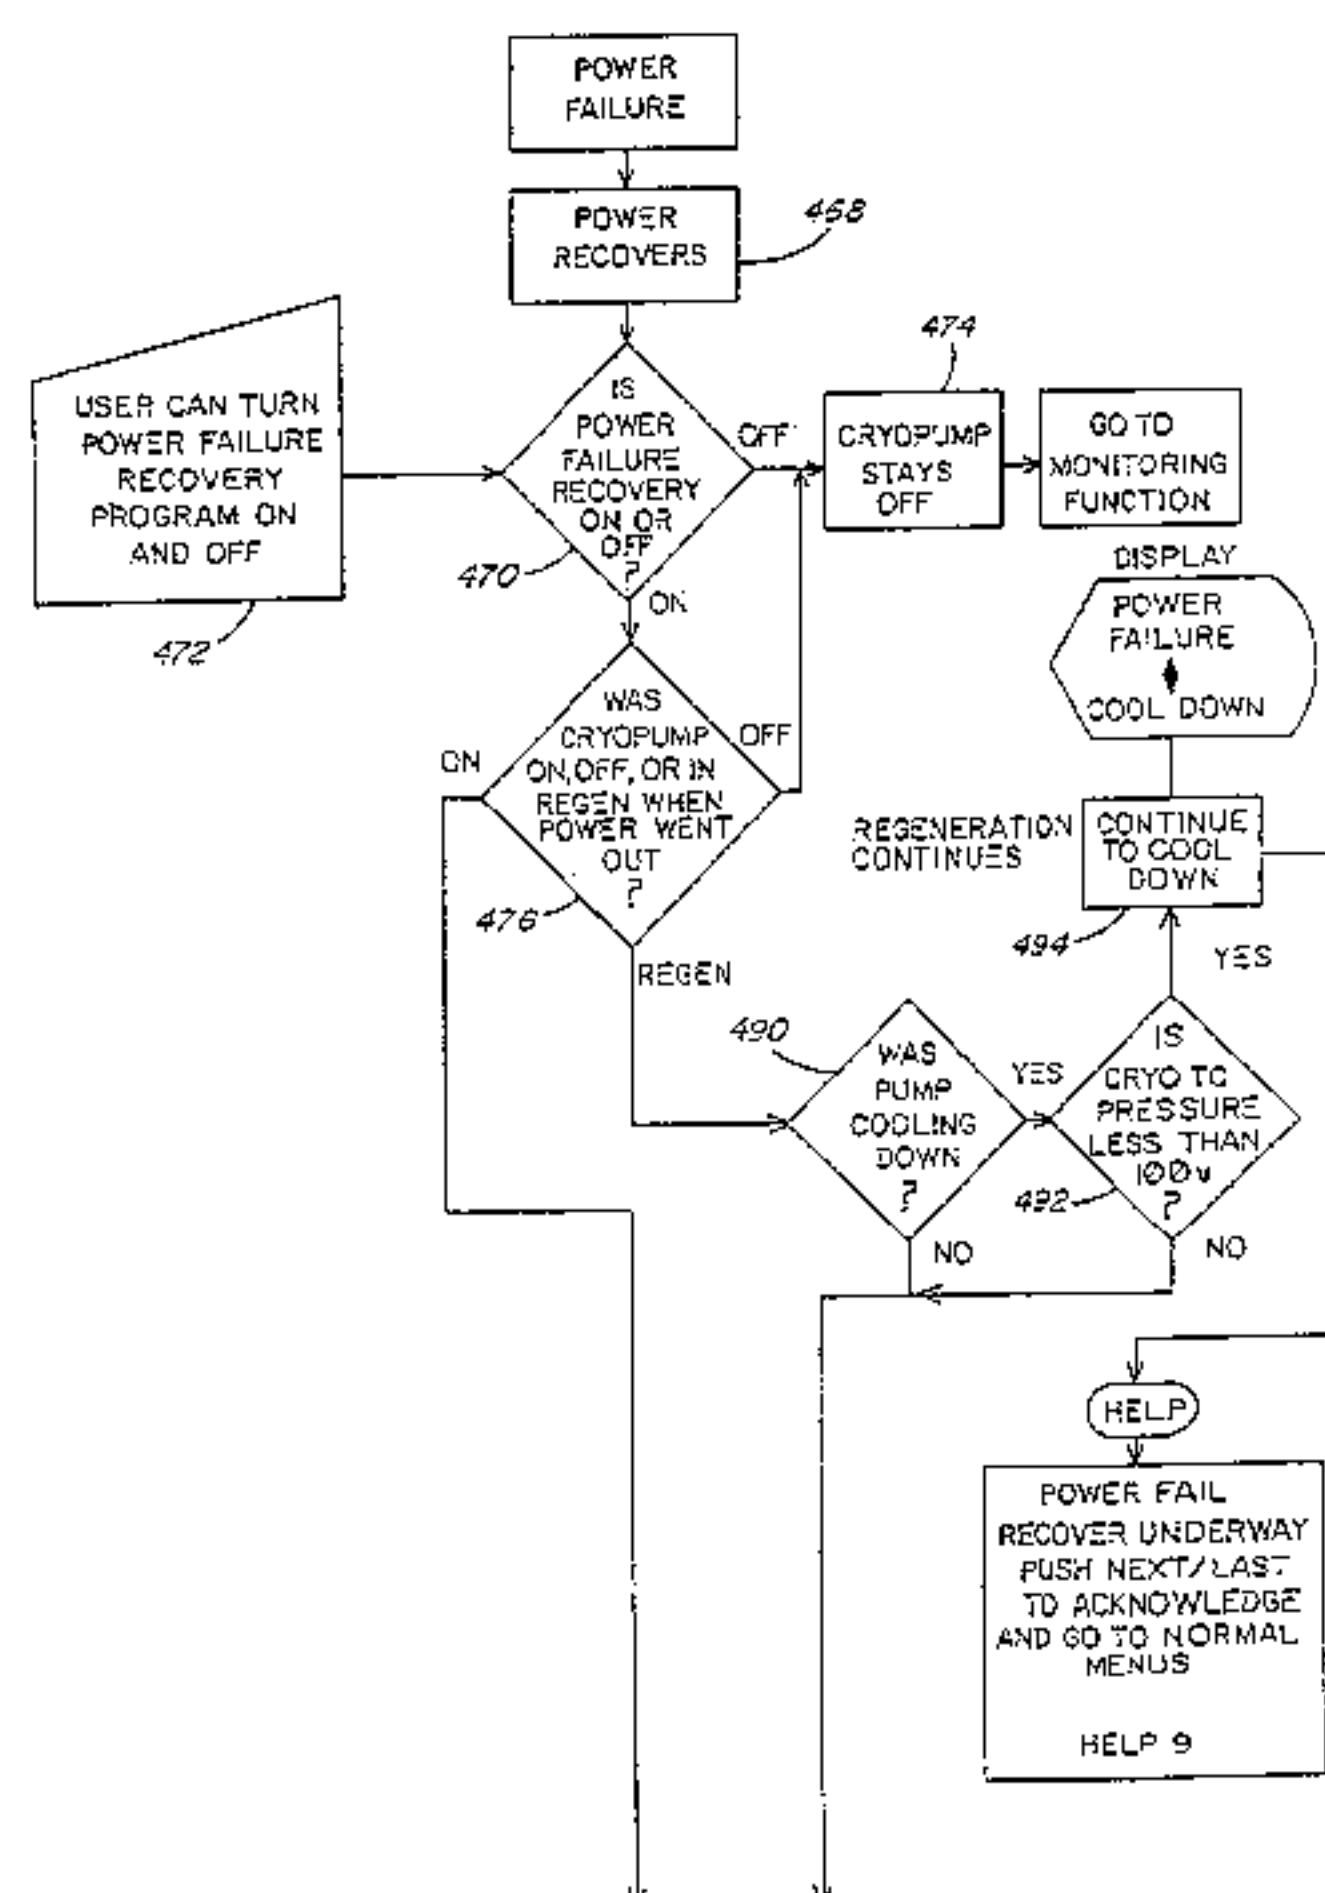 POWER
FAILURE
POWER
RECOVERS
468
USER CAN TURN
POWER FAILURE
RECOVERY
PROGRAM ON
AND OFF
472
IS
POWER
FAILURE
RECOVERY
ON OR
OFF
?
470
OFF
ON
474
CRYOPUMP
STAYS
OFF
GO TO
MONITORING
FUNCTION
DISPLAY
POWER
FAILURE
COOL DOWN
WAS
CRYOPUMP
ON, OFF, OR IN
REGEN WHEN
POWER WENT
OUT
?
476
ON
OFF
REGEN
REGENERATION
CONTINUES
CONTINUE
TO COOL
DOWN
494
YES
490
WAS
PUMP
COOLING
DOWN
?
YES
NO
IS
CRYO TC
PRESSURE
LESS THAN
100 υ
?
492
NO
HELP
POWER FAIL
RECOVER UNDERWAY
PUSH NEXT/LAST
TO ACKNOWLEDGE
AND GO TO NORMAL
MENUS
HELP 9